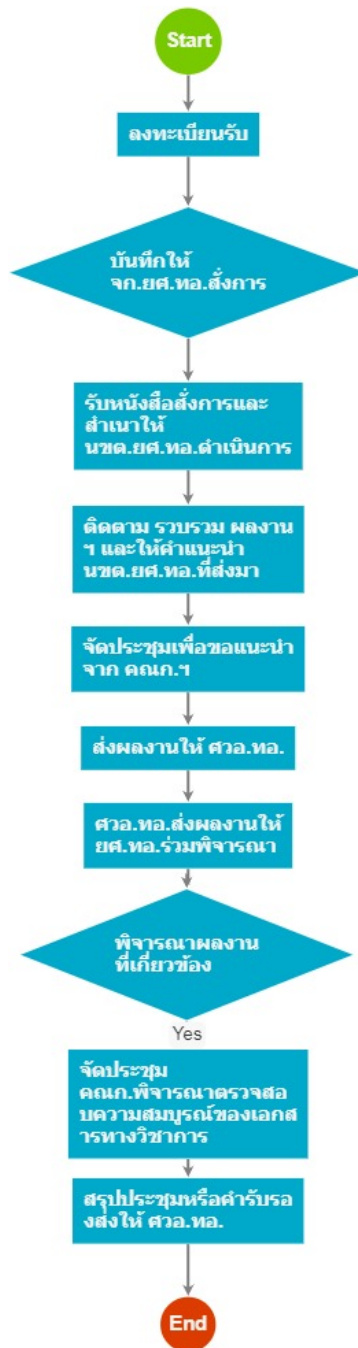 Start
ลงทะเบียนรับ
บันทึกให้
จก.ยศ.ทอ.สั่งการ
รับหนังสือสั่งการและ
สำเนาให้
นขต.ยศ.ทอ.ดำเนินการ
ติดตาม รวบรวม ผลงาน
ฯ และให้คำแนะนำ
นขต.ยศ.ทอ.ที่ส่งมา
จัดประชุมเพื่อขอแนะนำ
จาก คณก.ฯ
ส่งผลงานให้ ศวอ.ทอ.
ศวอ.ทอ.ส่งผลงานให้
ยศ.ทอ.ร่วมพิจารณา
พิจารณาผลงาน
ที่เกี่ยวข้อง
Yes
จัดประชุม
คณก.พิจารณาตรวจสอ
บความสมบูรณ์ของเอกส
ารทางวิชาการ
สรุปประชุมหรือคำรับรอ
งส่งให้ ศวอ.ทอ.
End